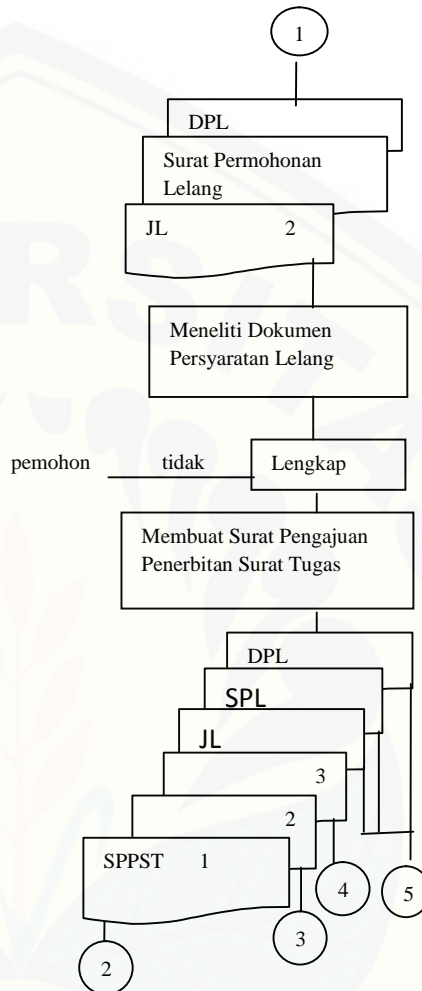 1
DPL
Surat Permohonan
Lelang
JL 2
Meneliti Dokumen
Persyaratan Lelang
pemohon tidak Lengkap
Membuat Surat Pengajuan
Penerbitan Surat Tugas
DPL
SPL
JL
3
2
SPPST 1
4
5
3
2